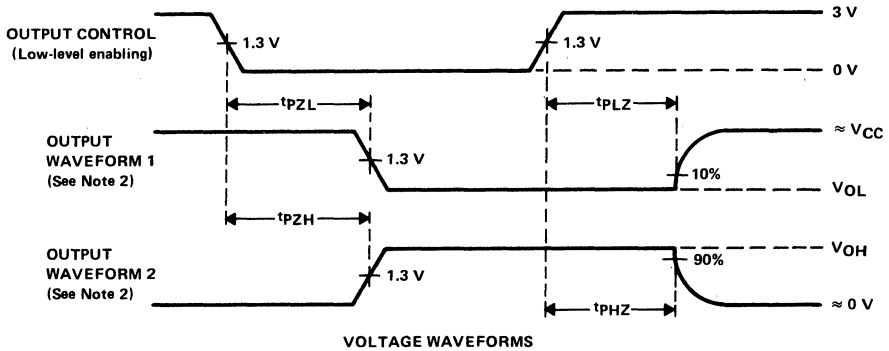 OUTPUT CONTROL
(Low-level enabling)
1.3 V
1.3 V
3 V
0 V
tPZL
tPLZ
OUTPUT
WAVEFORM 1
(See Note 2)
1.3 V
10%
≈ VCC
VOL
tPZH
OUTPUT
WAVEFORM 2
(See Note 2)
1.3 V
90%
VOH
≈ 0 V
tPHZ
VOLTAGE WAVEFORMS